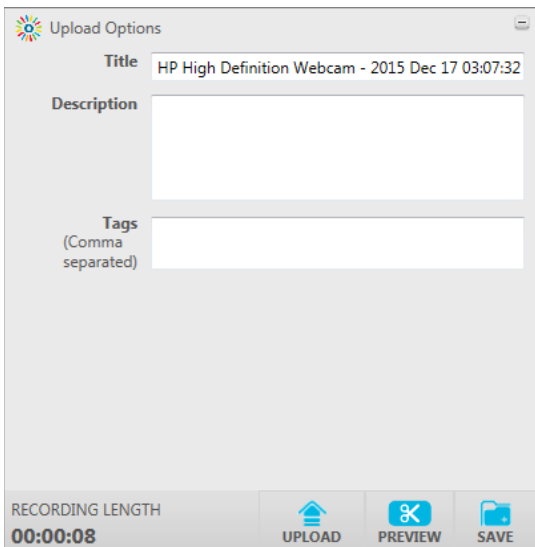 Upload Options
Title
HP High Definition Webcam - 2015 Dec 17 03:07:32
Description
Tags
(Comma
separated)
RECORDING LENGTH
00:00:08
UPLOAD
PREVIEW
SAVE